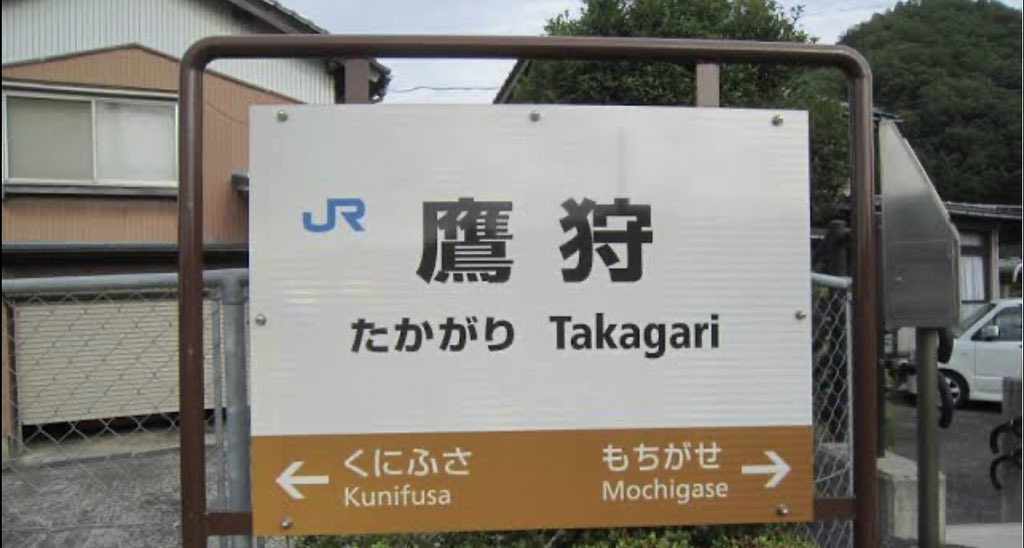 JR
鷹狩
たかがり Takagari
← くにふさ
Kunifusa
もちがせ →
Mochigase